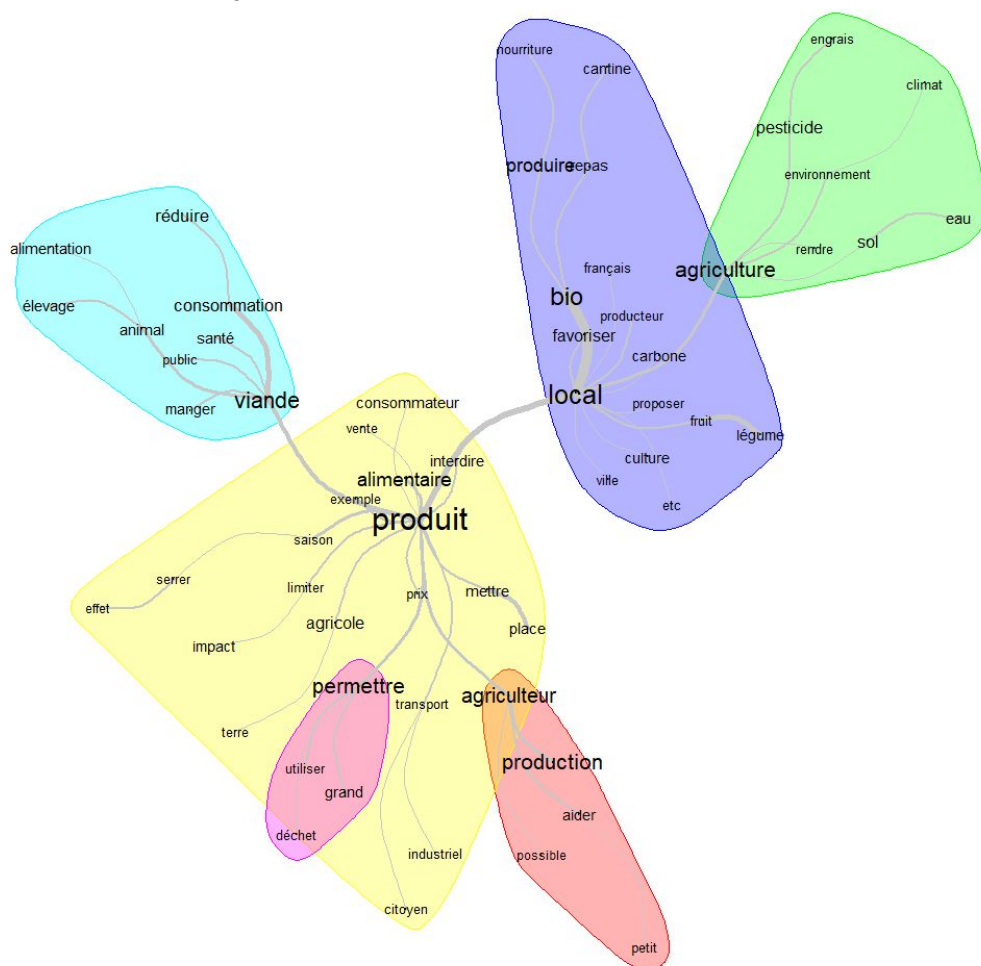 nourriture
cantine
engrais
climat
pesticide
produire
repas
environnement
réduire
eau
alimentation
sol
rendre
français
agriculture
bio
élevage
consommation
producteur
animal
santé
favoriser
public
carbone
viande
local
manger
consommateur
proposer
fruit
vente
légume
interdire
culture
alimentaire
ville
exemple
etc
produit
saison
serrer
limiter
mettre
prix
effet
agricole
place
impact
permettre
agriculteur
transport
terre
utiliser
production
grand
aider
déchet
industriel
possible
citoyen
petit